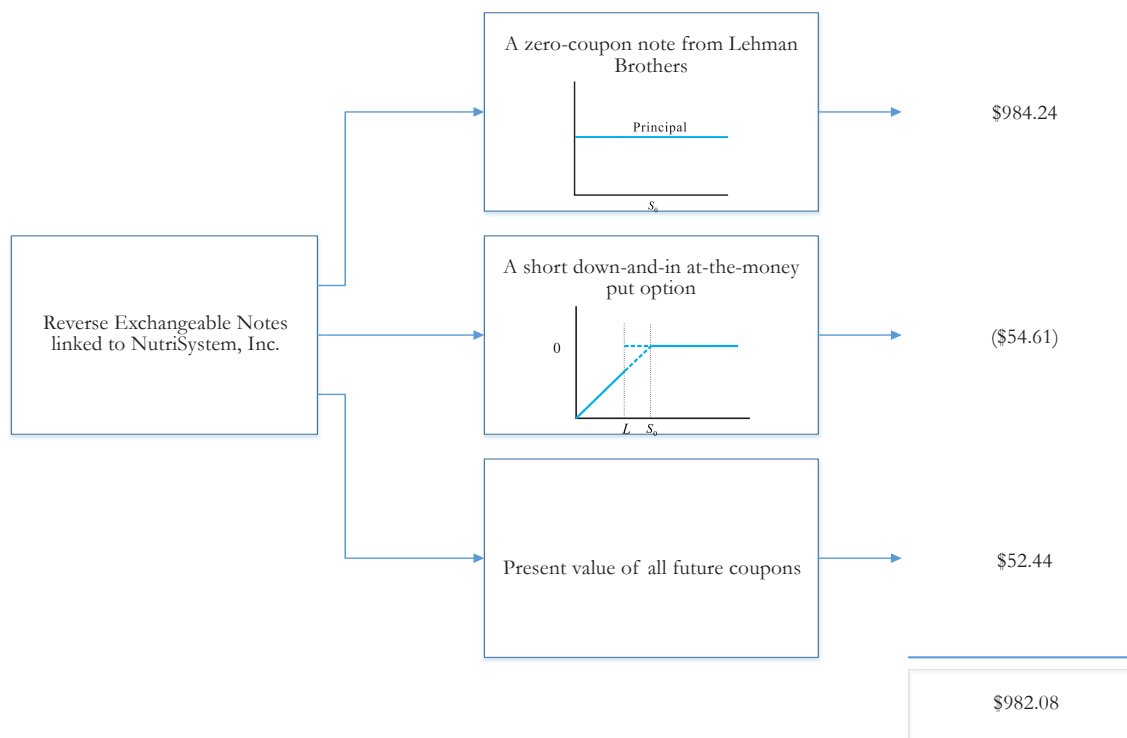 A zero-coupon note from Lehman
Brothers
Principal
S₀
$984.24
Reverse Exchangeable Notes
linked to NutriSystem, Inc.
A short down-and-in at-the-money
put option
0
L S₀
($54.61)
Present value of all future coupons
$52.44
$982.08